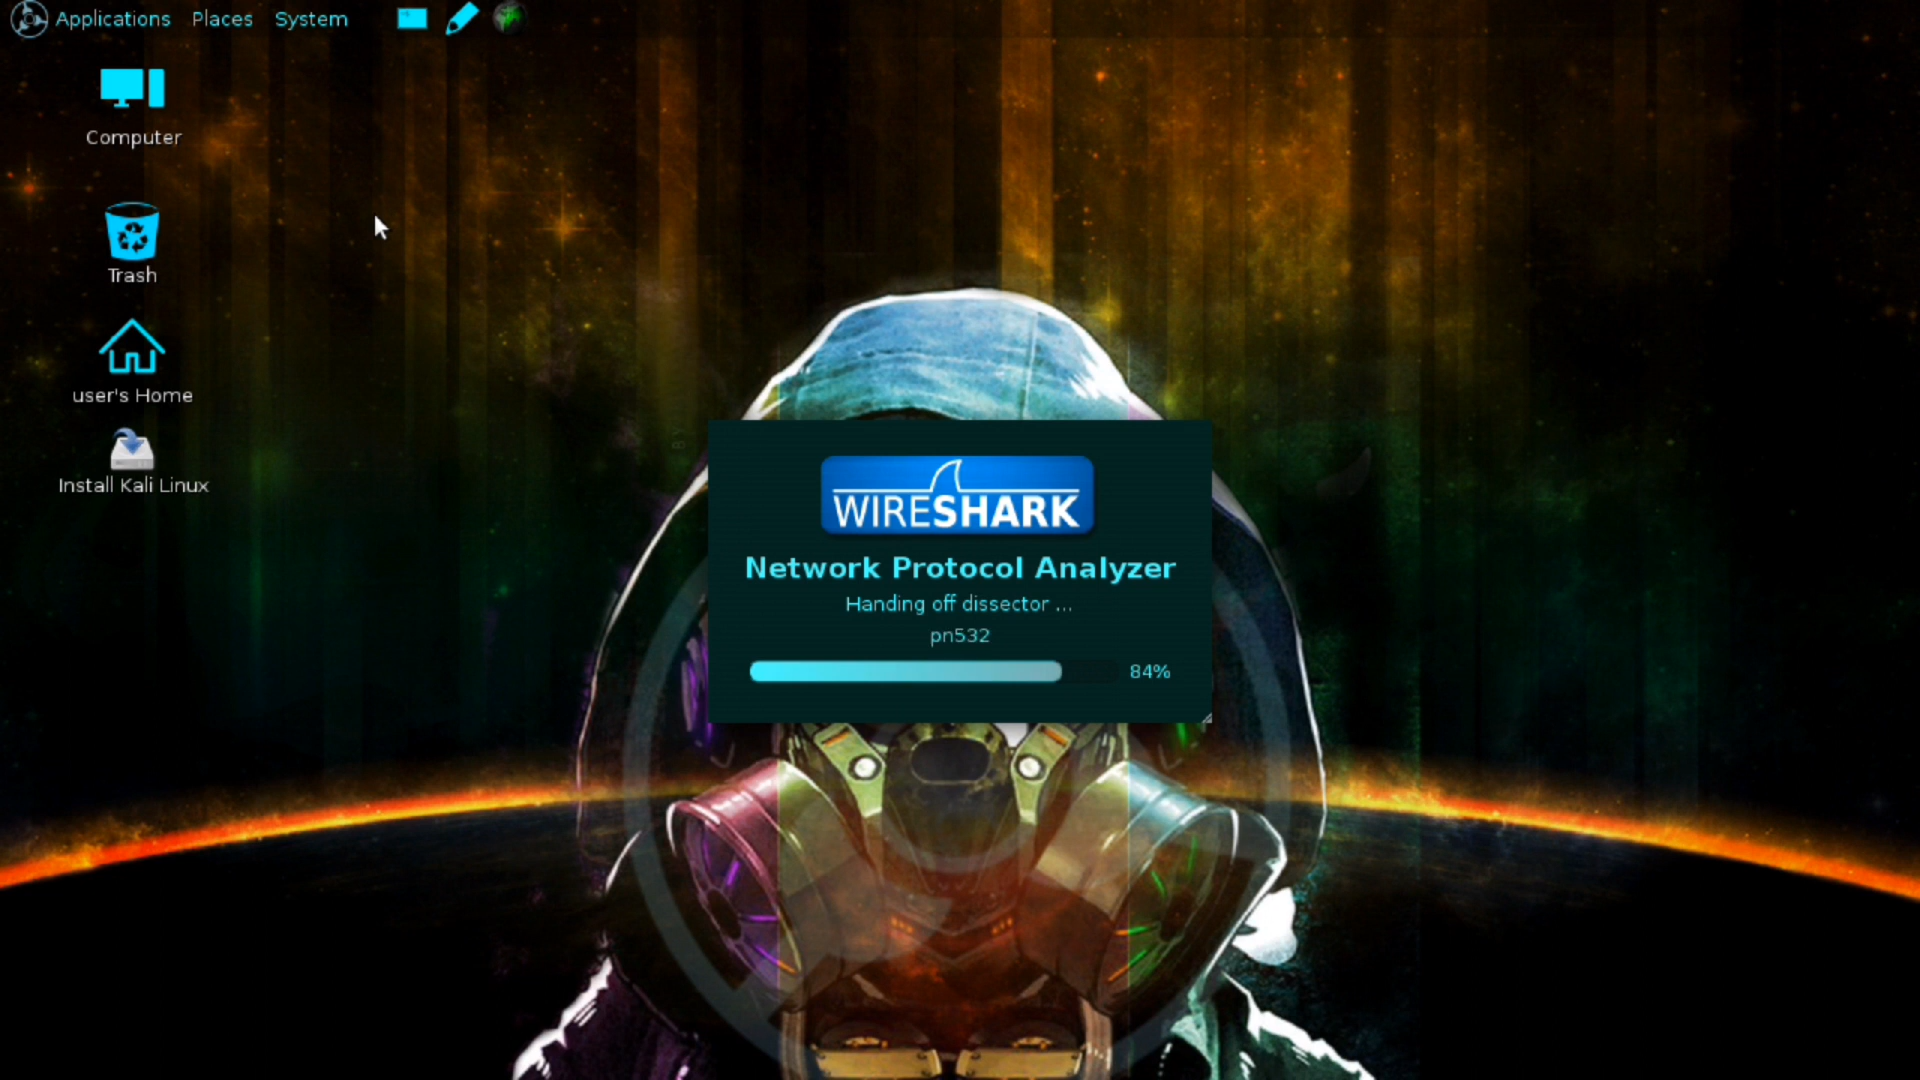 Applications Places System
Computer
Trash
user's Home
Install Kali Linux
WIRESHARK
Network Protocol Analyzer
Handing off dissector ...
pn532
84%